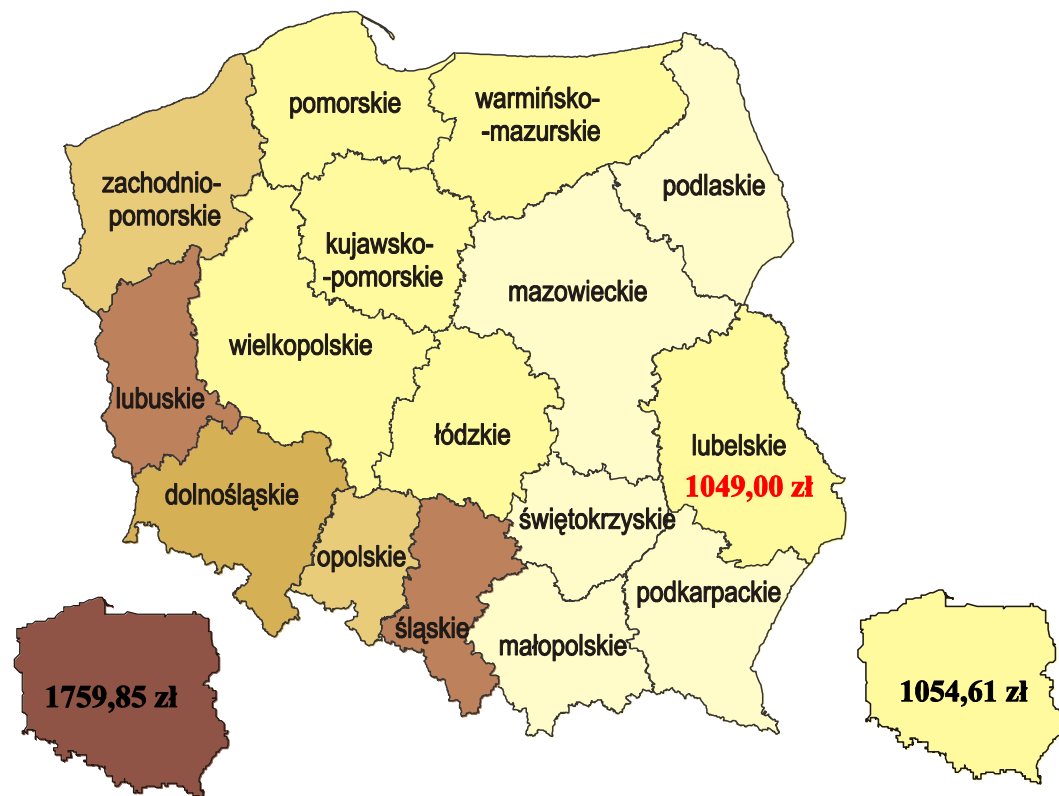 pomorskie
warmińsko-
-mazurskie
zachodnio-
pomorskie
podlaskie
kujawsko-
-pomorskie
mazowieckie
wielkopolskie
lubuskie
łódzkie
lubelskie
1049,00 zł
dolnośląskie
opolskie
świętokrzyskie
śląskie
małopolskie
podkarpackie
1759,85 zł
1054,61 zł